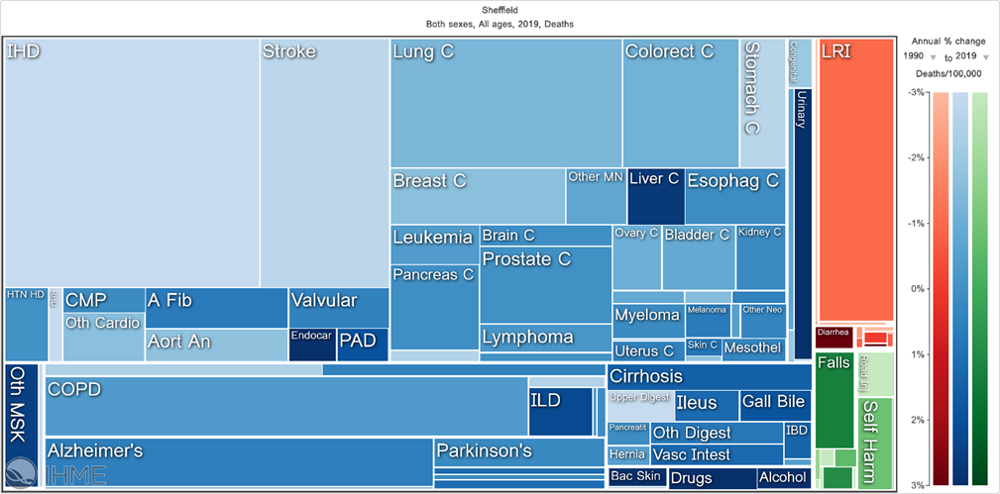 Sheffield
Both sexes, All ages, 2019, Deaths
IHD
Stroke
Lung C
Colorect C
Stomach C
Congenital
Urinary
LRI
Breast C
Other MN
Liver C
Esophag C
Leukemia
Brain C
Ovary C
Bladder C
Kidney C
Pancreas C
Prostate C
HTN HD
CMP
A Fib
Valvular
Oth Cardio
Aort An
Endocar
PAD
Myeloma
Melanoma
Other Neo
Lymphoma
Uterus C
Skin C
Mesothel
Diarrhea
Oth MSK
COPD
ILD
Cirrhosis
Upper Digest
Ileus
Gall Bile
Pancreatit
Oth Digest
IBD
Hernia
Vasc Intest
Alzheimer's
Parkinson's
Bac Skin
Drugs
Alcohol
Falls
Road Inj
Self Harm
IHME
Annual % change
1990 to 2019
Deaths/100,000
-3%
-2%
-1%
0%
1%
2%
3%